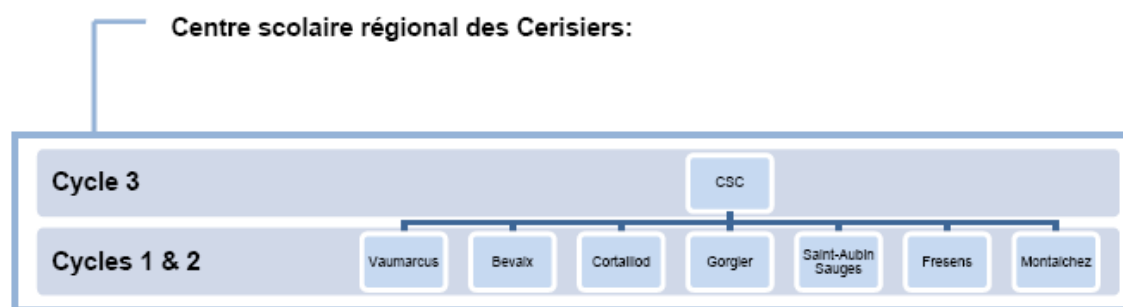 Centre scolaire régional des Cerisiers:
Cycle 3
CSC
Cycles 1 & 2
Vaumarcus
Bevaix
Cortaillod
Gorgier
Saint-Aubin
Sauges
Fresens
Montalchez